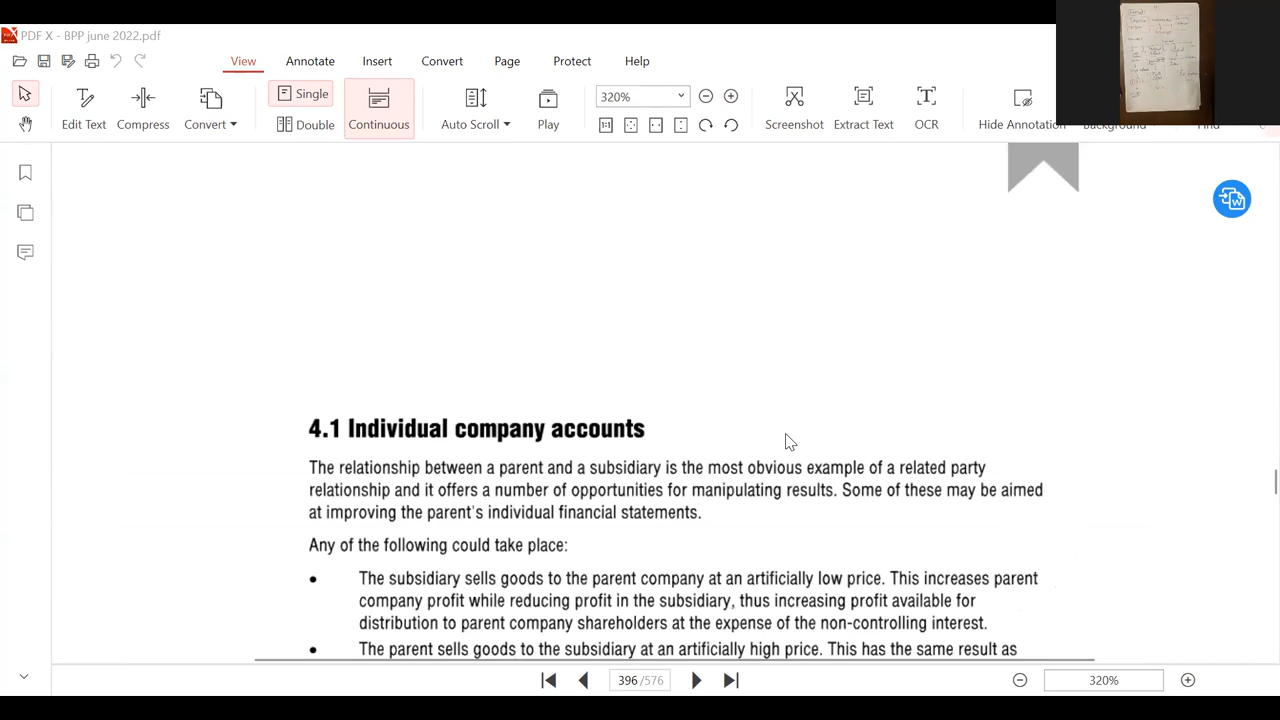 PDF X - BPP june 2022.pdf
View Annotate Insert Convert Page Protect Help
Single
320%
Edit Text Compress Convert Double Continuous Auto Scroll Play Screenshot Extract Text OCR Hide Annotation
4.1 Individual company accounts
The relationship between a parent and a subsidiary is the most obvious example of a related party
relationship and it offers a number of opportunities for manipulating results. Some of these may be aimed
at improving the parent's individual financial statements.
Any of the following could take place:
• The subsidiary sells goods to the parent company at an artificially low price. This increases parent
company profit while reducing profit in the subsidiary, thus increasing profit available for
distribution to parent company shareholders at the expense of the non-controlling interest.
• The parent sells goods to the subsidiary at an artificially high price. This has the same result as
396 /576
320%